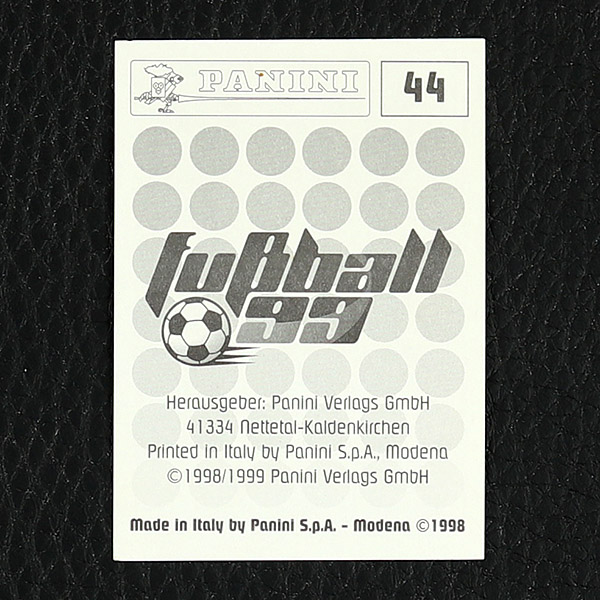 PANINI 44
fußball
99
Herausgeber: Panini Verlags GmbH
41334 Nettetal-Kaldenkirchen
Printed in Italy by Panini S.p.A., Modena
©1998/1999 Panini Verlags GmbH
Made in Italy by Panini S.p.A. - Modena ©1998